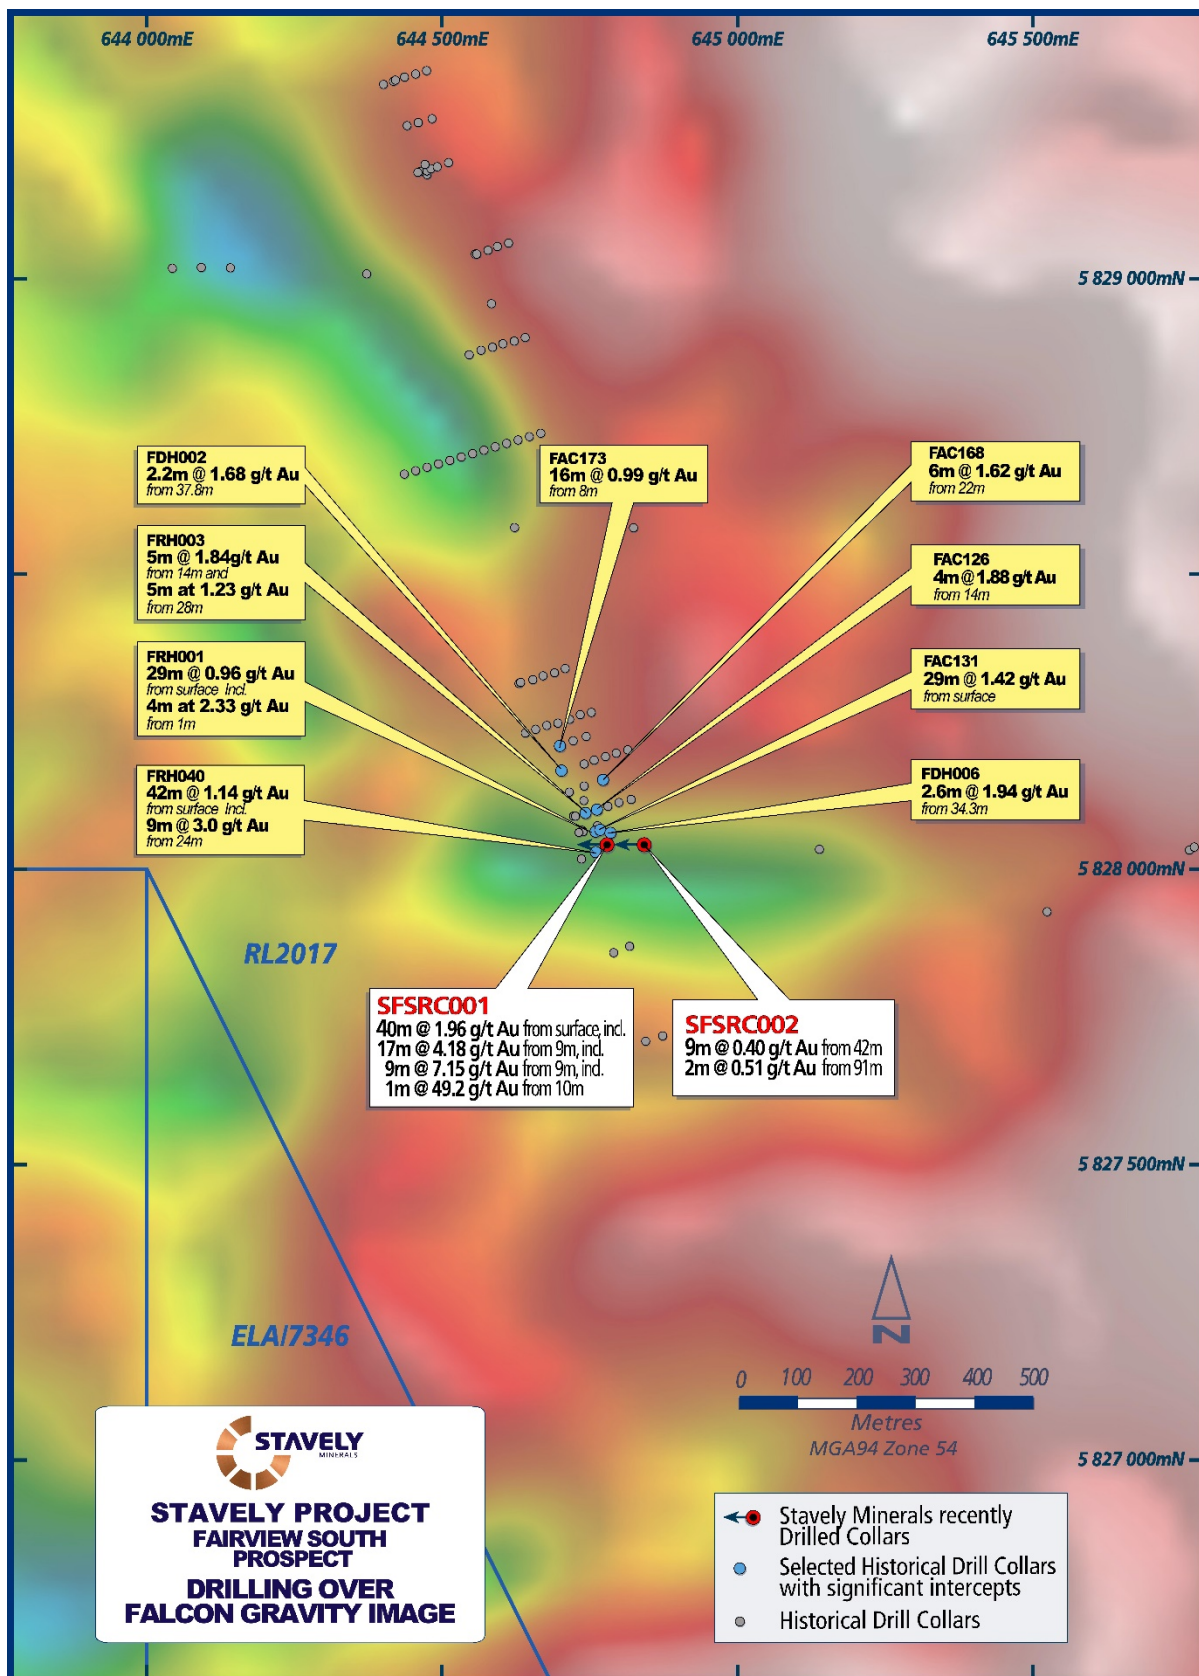 644 000mE
644 500mE
645 000mE
645 500mE
5 829 000mN
FDH002
2.2m @ 1.68 g/t Au
from 37.8m
FAC173
16m @ 0.99 g/t Au
from 8m
FAC168
6m @ 1.62 g/t Au
from 22m
FRH003
5m @ 1.84g/t Au
from 14m and
5m at 1.23 g/t Au
from 28m
FAC126
4m@1.88 g/t Au
from 14m
FRH001
29m @ 0.96 g/t Au
from surface Incl.
4m at 2.33 g/t Au
from 1m
FAC131
29m @ 1.42 g/t Au
from surface
FRH040
42m @ 1.14 g/t Au
from surface Incl.
9m @ 3.0 g/t Au
from 24m
FDH006
2.6m @ 1.94 g/t Au
from 34.3m
5 828 000mN
RL2017
SFSRC001
40m @ 1.96 g/t Au from surface, incl.
17m @ 4.18 g/t Au from 9m, incl.
9m @ 7.15 g/t Au from 9m, incl.
1m @ 49.2 g/t Au from 10m
SFSRC002
9m @ 0.40 g/t Au from 42m
2m @ 0.51 g/t Au from 91m
5 827 500mN
ELA/7346
N
0 100 200 300 400 500
Metres
MGA94 Zone 54
5 827 000mN
STAVELY
MINERALS
STAVELY PROJECT
FAIRVIEW SOUTH
PROSPECT
DRILLING OVER
FALCON GRAVITY IMAGE
Stavely Minerals recently
Drilled Collars
Selected Historical Drill Collars
with significant intercepts
Historical Drill Collars